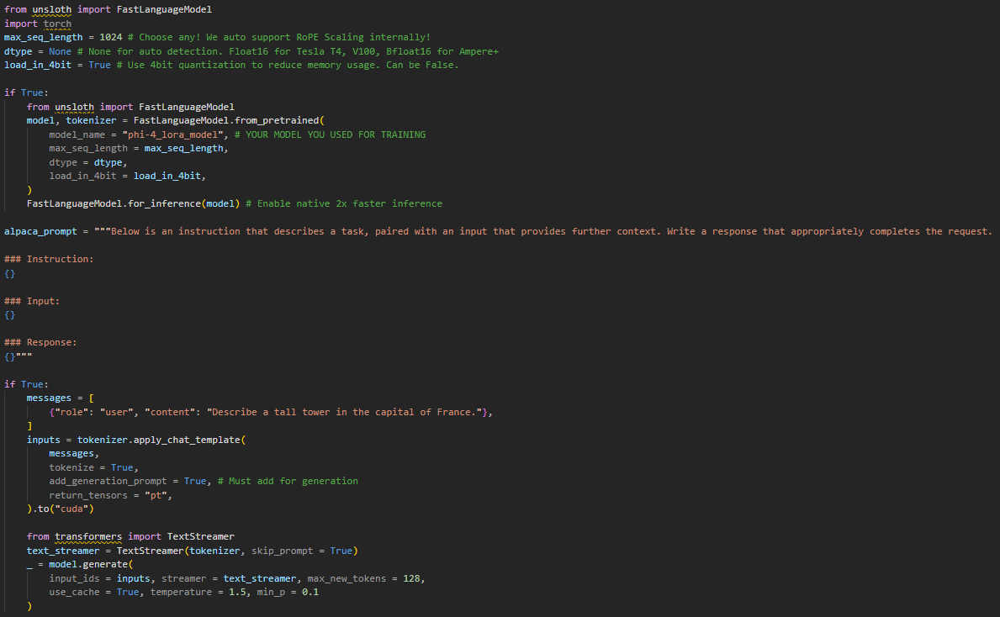 from unsloth import FastLanguageModel
import torch
max_seq_length = 1024 # Choose any! We auto support RoPE Scaling internally!
dtype = None # None for auto detection. Float16 for Tesla T4, V100, Bfloat16 for Ampere+
load_in_4bit = True # Use 4bit quantization to reduce memory usage. Can be False.

if True:
    from unsloth import FastLanguageModel
    model, tokenizer = FastLanguageModel.from_pretrained(
        model_name = "phi-4_lora_model", # YOUR MODEL YOU USED FOR TRAINING
        max_seq_length = max_seq_length,
        dtype = dtype,
        load_in_4bit = load_in_4bit,
    )
    FastLanguageModel.for_inference(model) # Enable native 2x faster inference

alpaca_prompt = """Below is an instruction that describes a task, paired with an input that provides further context. Write a response that appropriately completes the request.

### Instruction:
{}

### Input:
{}

### Response:
{}"""

if True:
    messages = [
        {"role": "user", "content": "Describe a tall tower in the capital of France."},
    ]
    inputs = tokenizer.apply_chat_template(
        messages,
        tokenize = True,
        add_generation_prompt = True, # Must add for generation
        return_tensors = "pt",
    ).to("cuda")

    from transformers import TextStreamer
    text_streamer = TextStreamer(tokenizer, skip_prompt = True)
    _ = model.generate(
        input_ids = inputs, streamer = text_streamer, max_new_tokens = 128,
        use_cache = True, temperature = 1.5, min_p = 0.1
    )